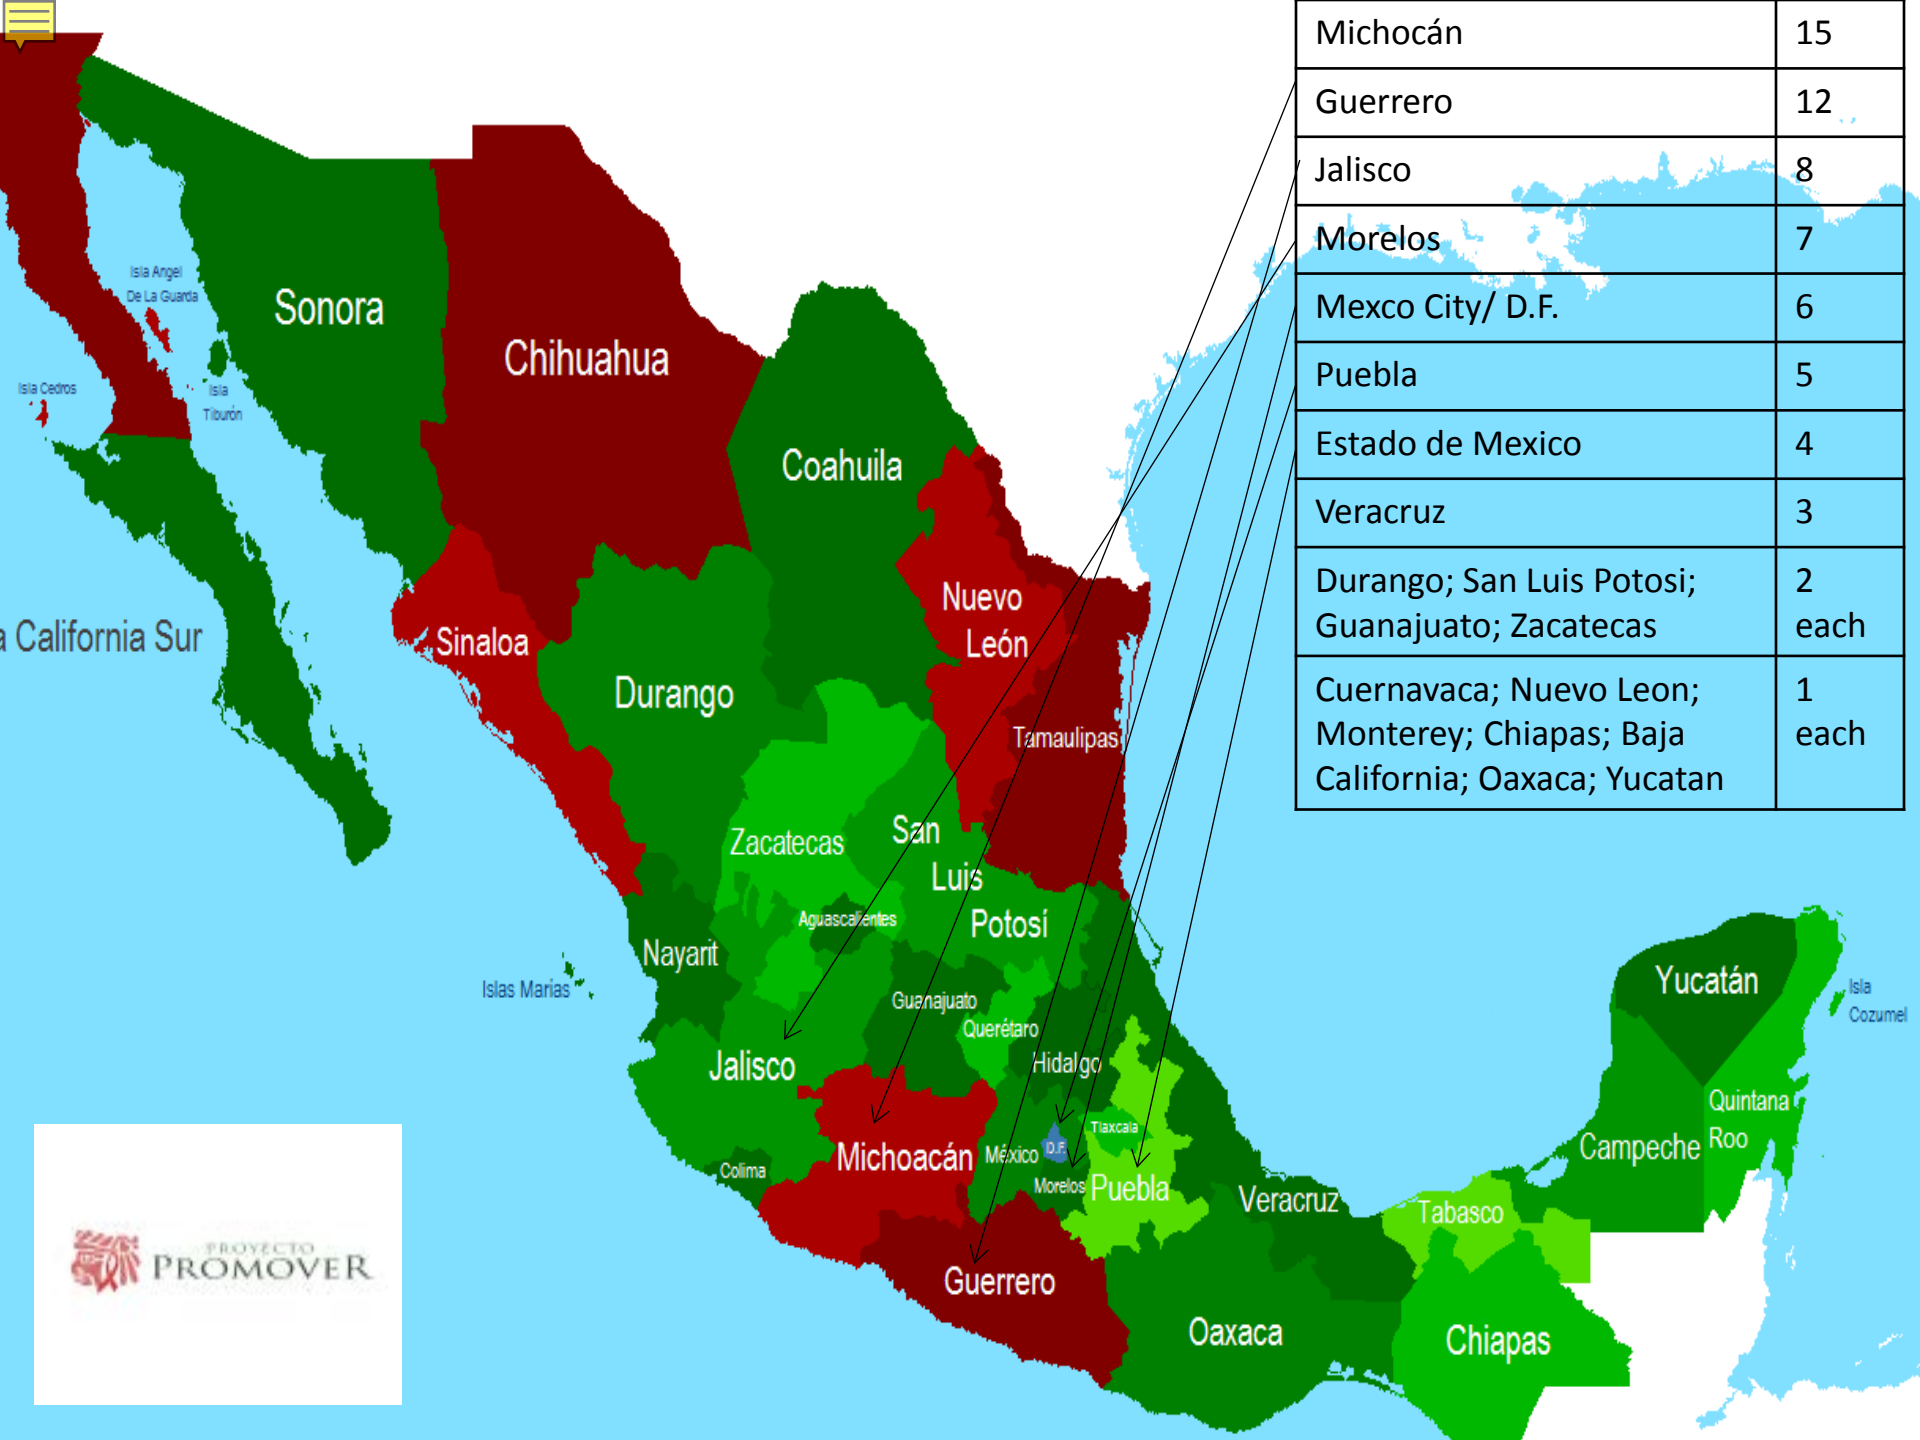 Michocán 15
Guerrero 12
Jalisco 8
Morelos 7
Mexco City/ D.F. 6
Puebla 5
Estado de Mexico 4
Veracruz 3
Durango; San Luis Potosi; 2
Guanajuato; Zacatecas each
Cuernavaca; Nuevo Leon; 1
Monterey; Chiapas; Baja each
California; Oaxaca; Yucatan
Isla Angel
De La Guarda
Sonora
Chihuahua
Isla Cedros
Isla
Tiburón
Coahuila
Nuevo
León
a California Sur
Sinaloa
Durango
Tamaulipas
Zacatecas
San
Luis
Potosí
Aguascalientes
Nayarit
Islas Marias
Guanajuato
Querétaro
Hidalgo
Jalisco
Yucatán
Isla
Cozumel
Quintana
Roo
Campeche
Tlaxcala
Michoacán
México
D.F.
Colima
Morelos
Puebla
Veracruz
Tabasco
Guerrero
Oaxaca
Chiapas
PROYECTO
PROMOVER